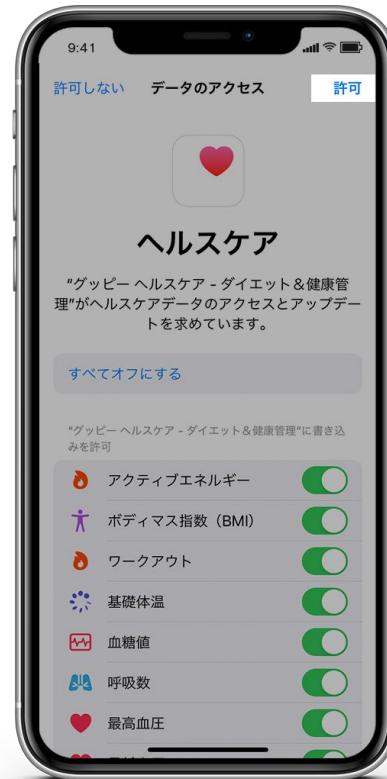 9:41
許可しない データのアクセス 許可
ヘルスケア
"グッピー ヘルスケア - ダイエット＆健康管
理"がヘルスケアデータのアクセスとアップデー
トを求めています。
すべてオフにする
"グッピー ヘルスケア - ダイエット＆健康管理"に書き込
みを許可
アクティブエネルギー
ボディマス指数（BMI）
ワークアウト
基礎体温
血糖値
呼吸数
最高血圧